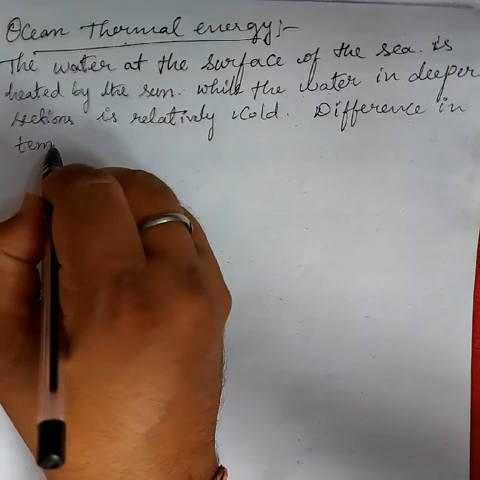 Ocean Thermal energy:-
The water at the surface of the sea. is
heated by the sun. while the water in deeper
sections is relatively cold. Difference in
tem